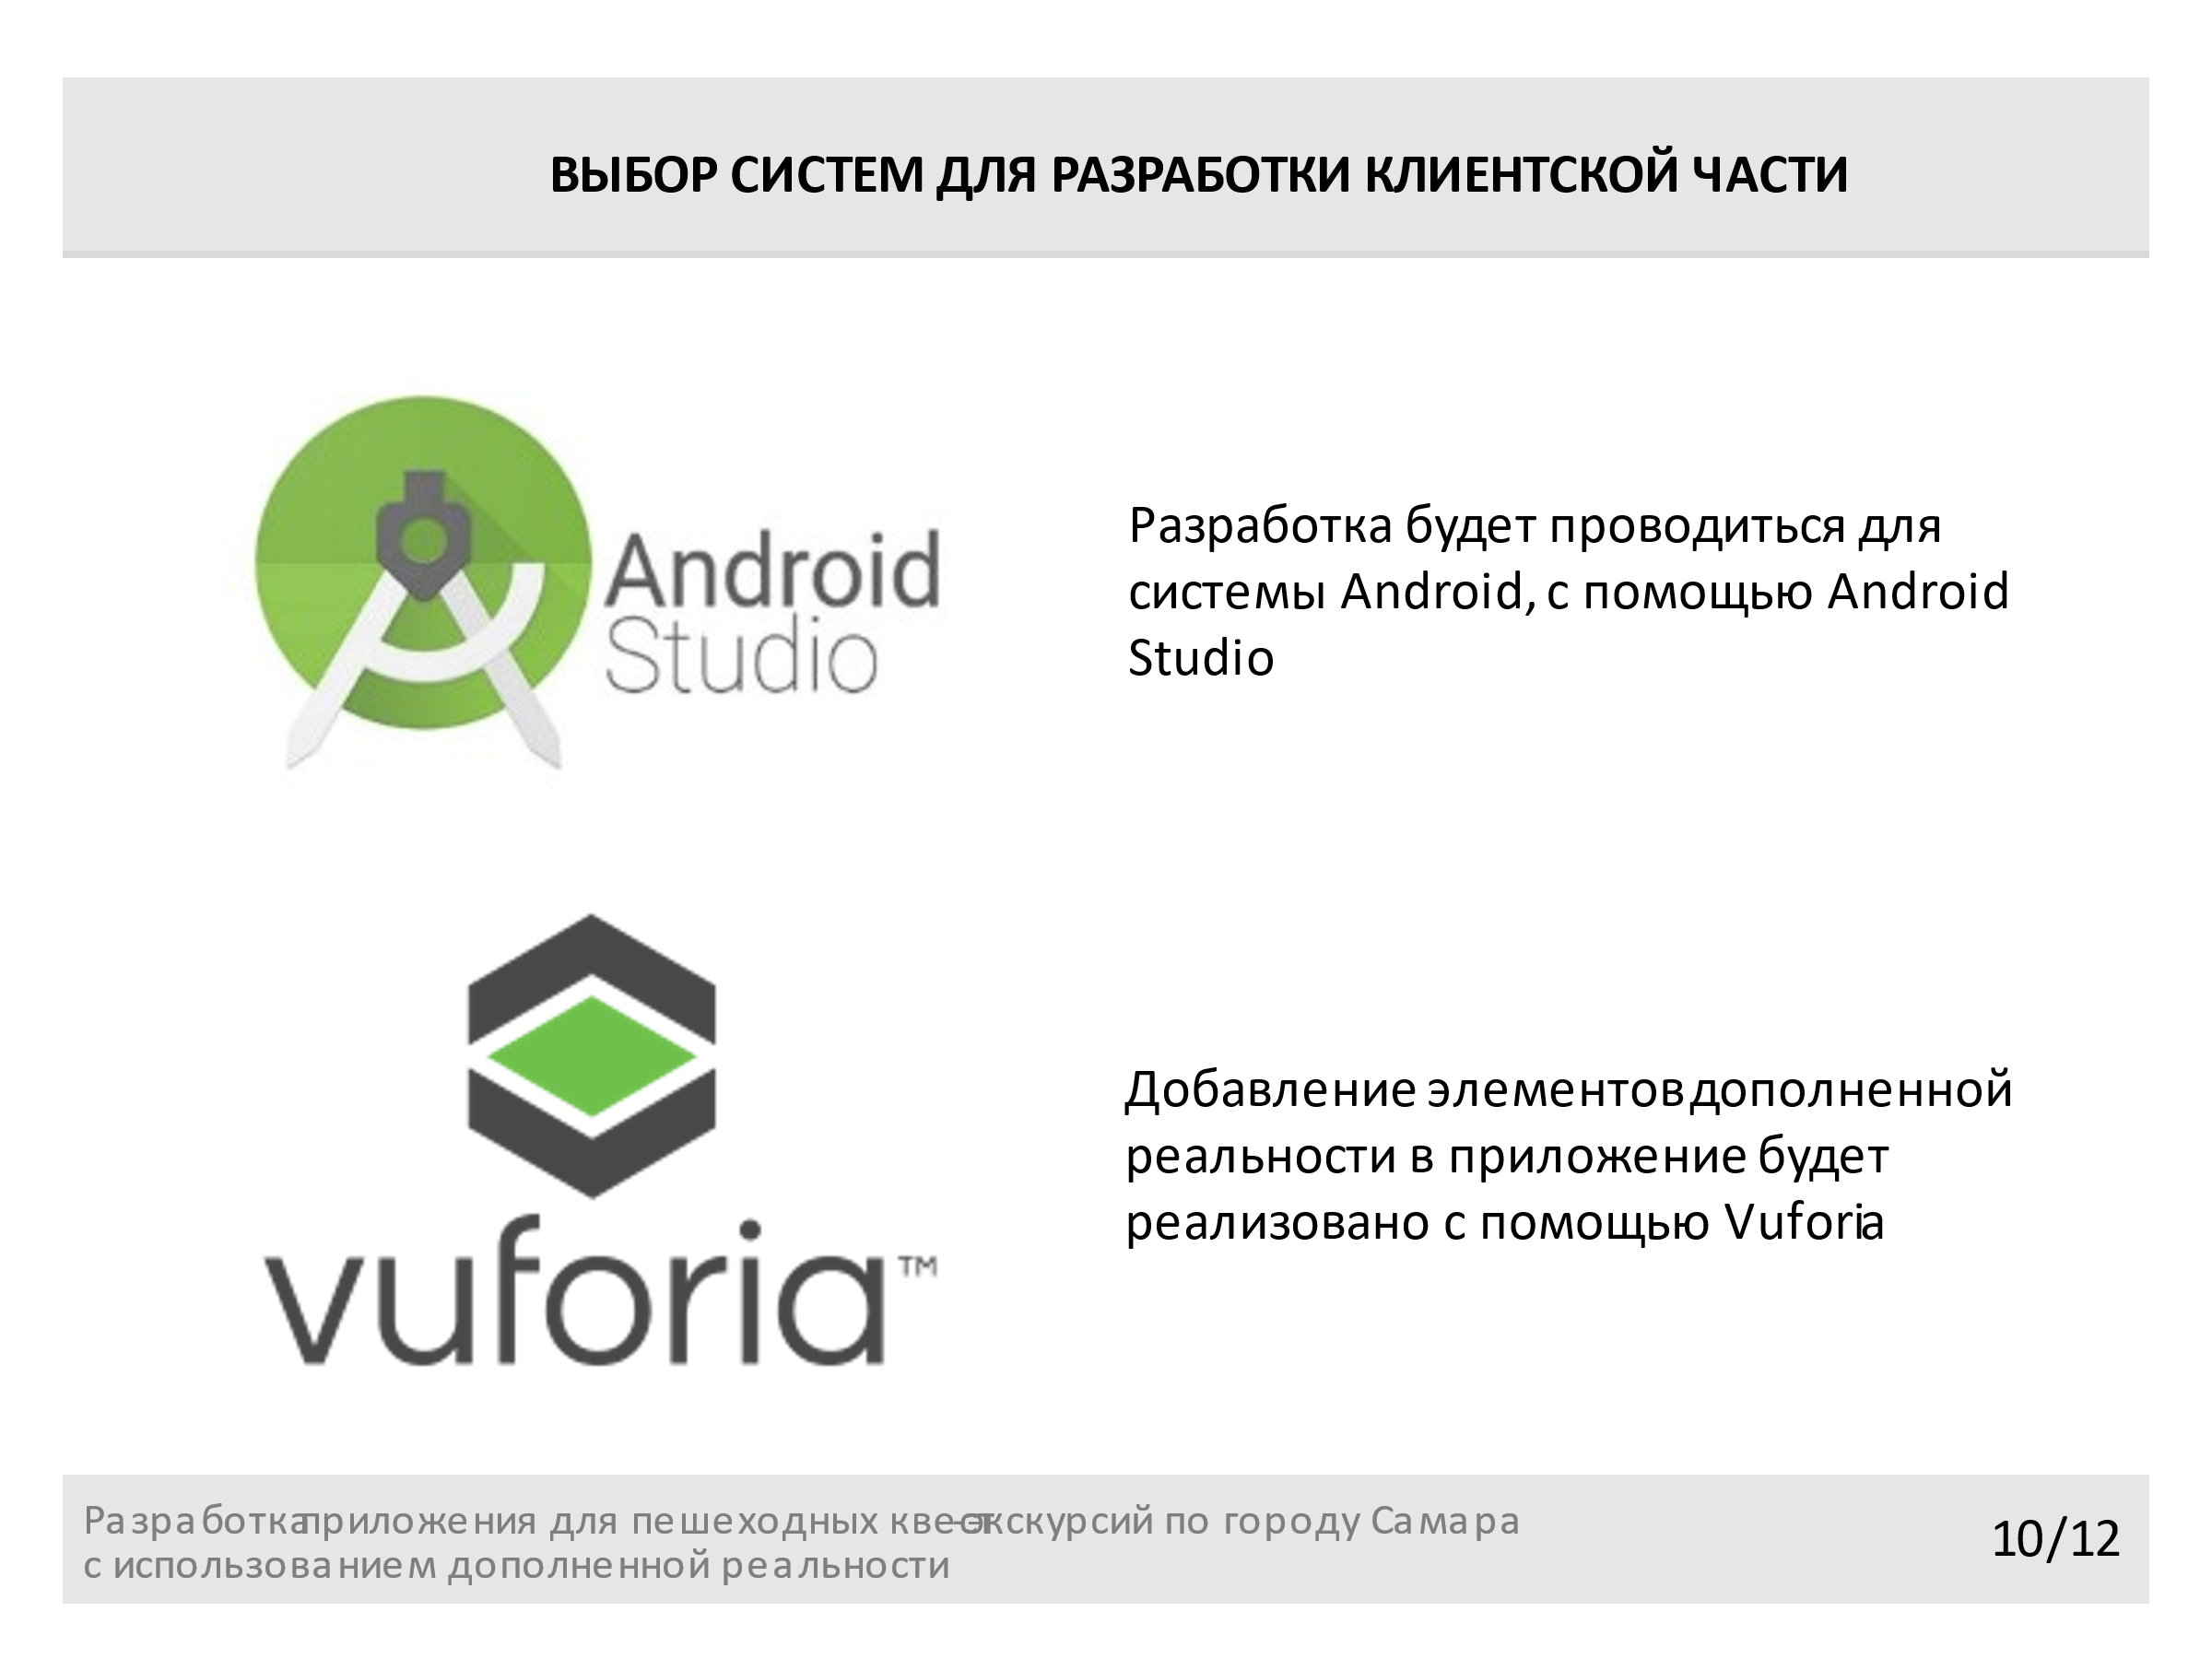 ВЫБОР СИСТЕМ ДЛЯ РАЗРАБОТКИ КЛИЕНТСКОЙ ЧАСТИ
Android
Studio
Разработка будет проводиться для
системы Android, с помощью Android
Studio
vuforia™
Добавление элементов дополненной
реальности в приложение будет
реализовано с помощью Vuforia
Разработка приложения для пешеходных квест-экскурсий по городу Самара
с использованием дополненной реальности
10/12